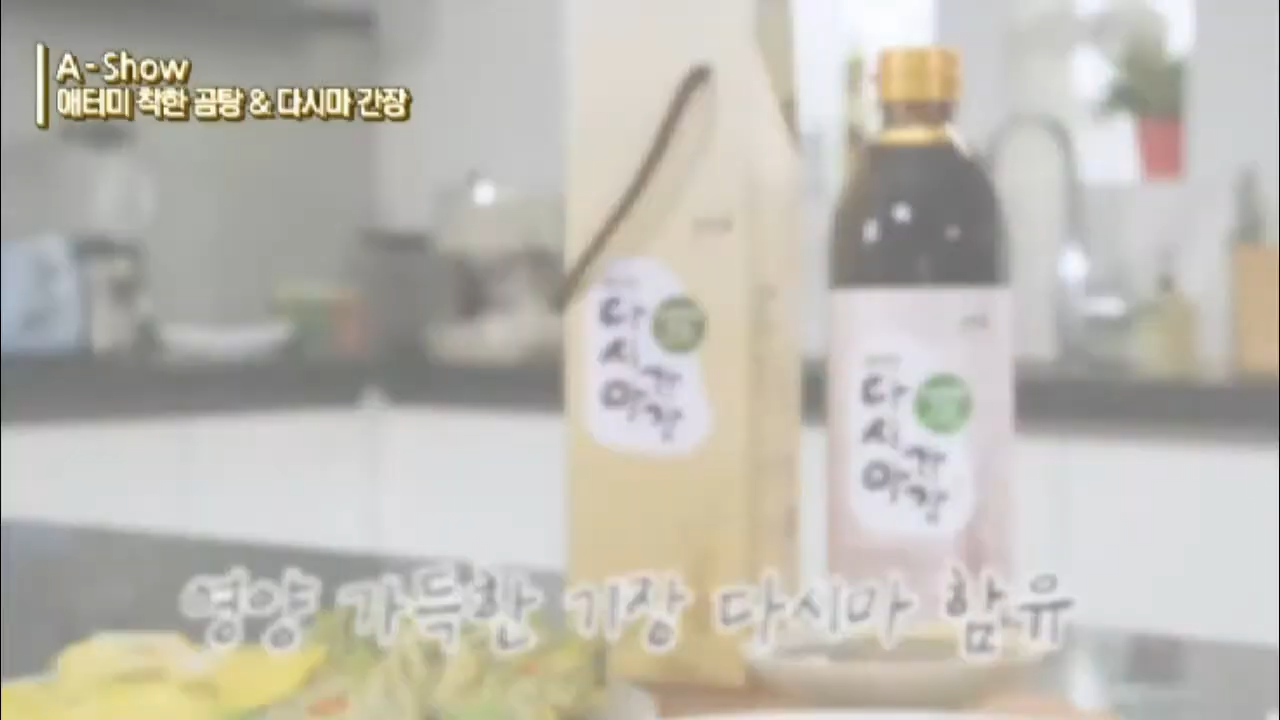 A-Show
애터미 착한 곰탕 & 다시마 간장
다시마
간장
다시마
간장
영양 가득한 기장 다시마 함유